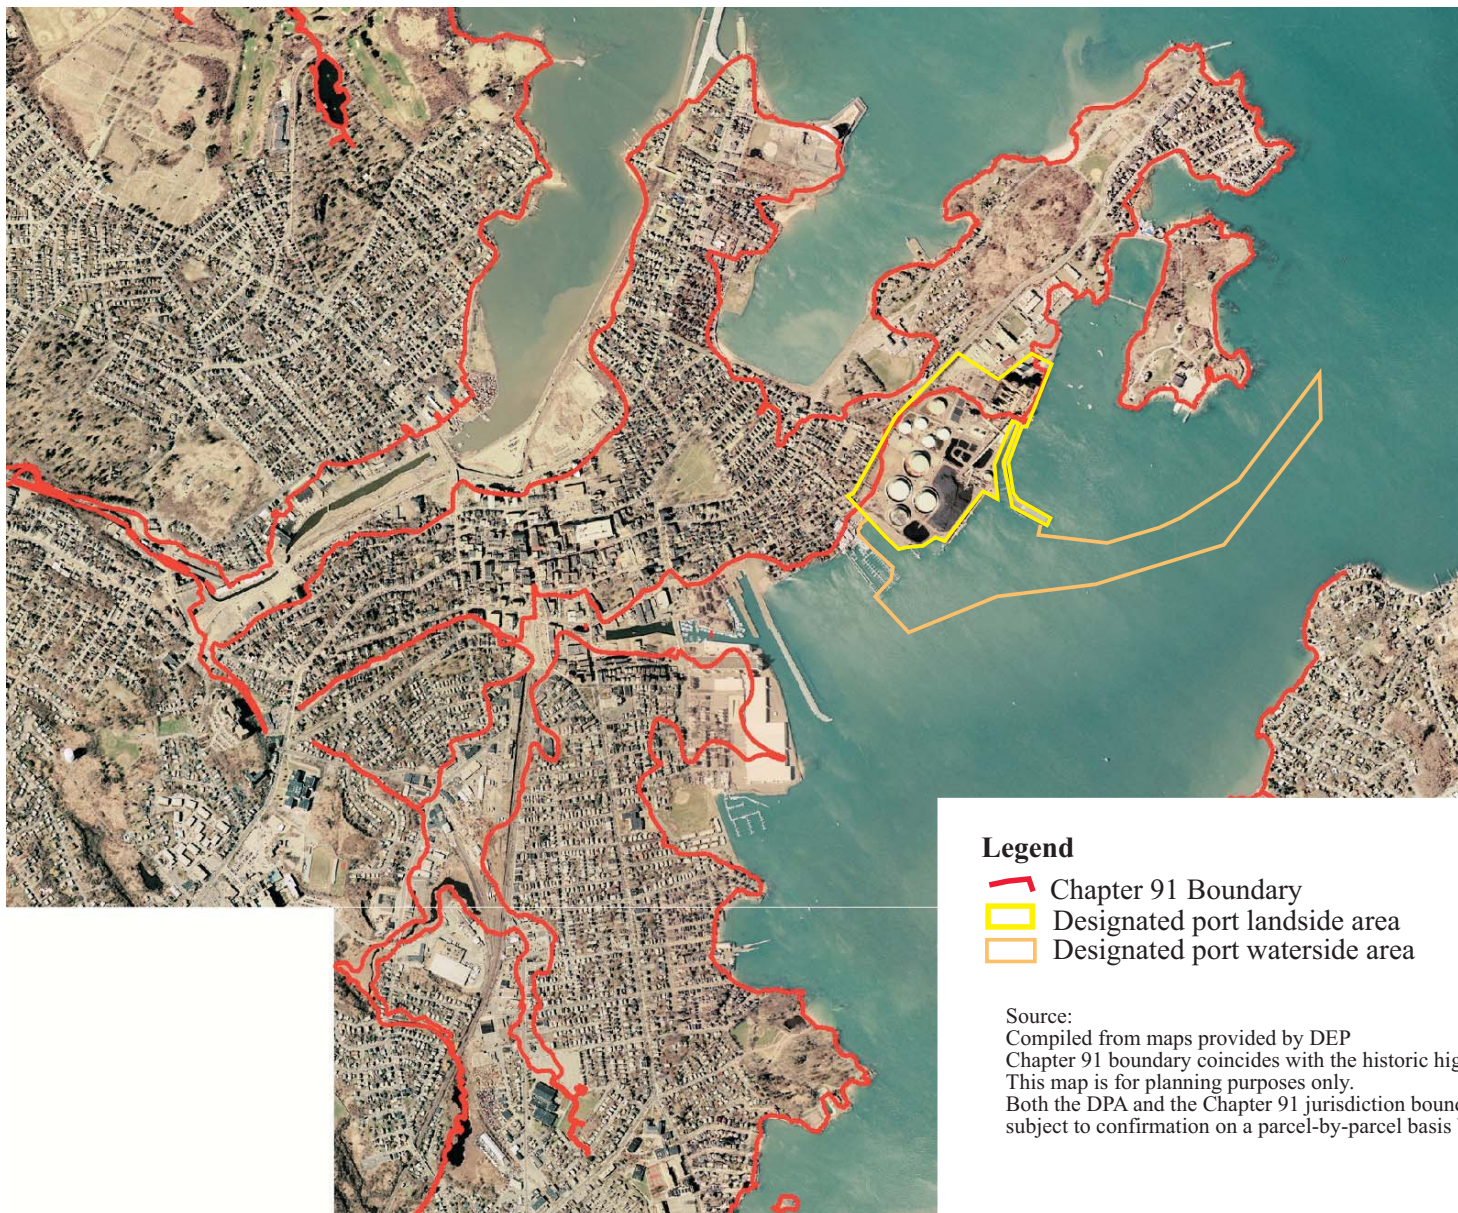 Legend
Chapter 91 Boundary
Designated port landside area
Designated port waterside area
Source:
Compiled from maps provided by DEP
Chapter 91 boundary coincides with the historic
This map is for planning purposes only.
Both the DPA and the Chapter 91 jurisdiction
subject to confirmation on a parcel-by-parcel basis